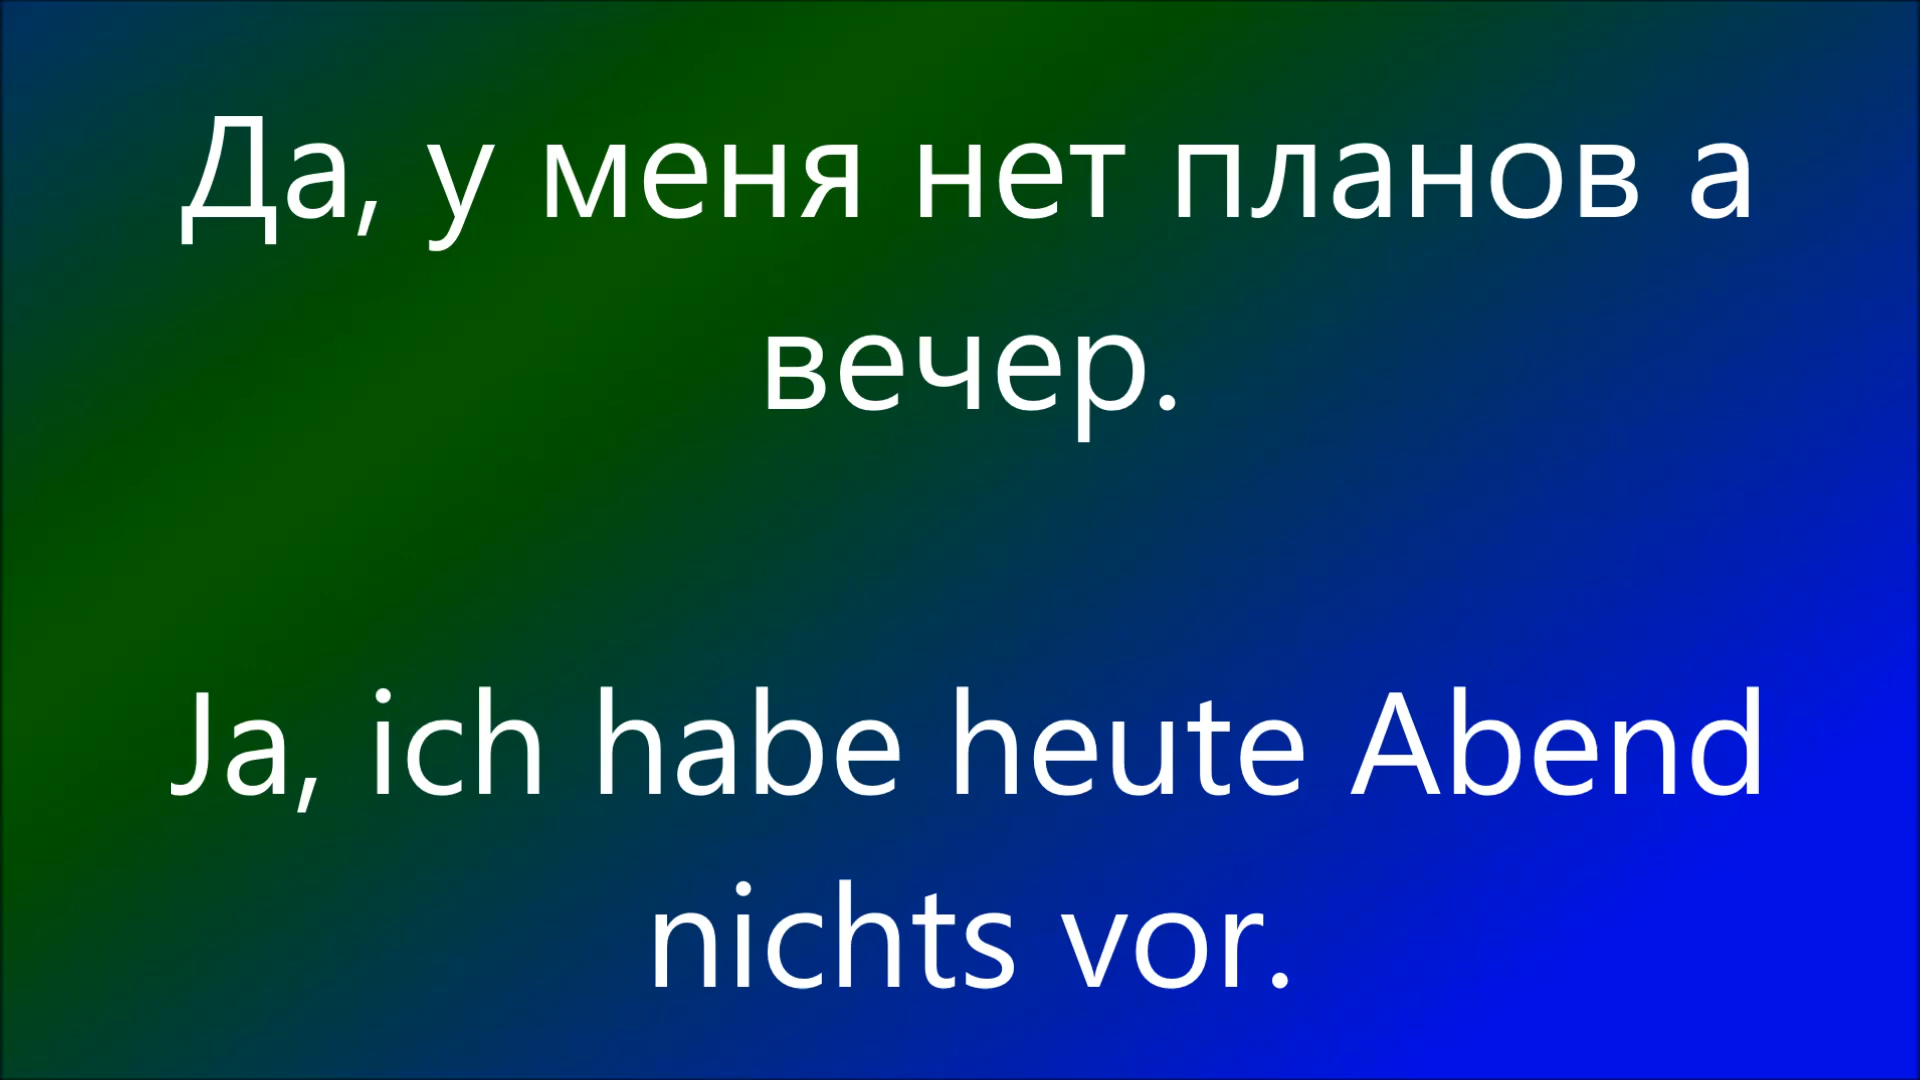 Да, у меня нет планов а
вечер.
Ja, ich habe heute Abend
nichts vor.